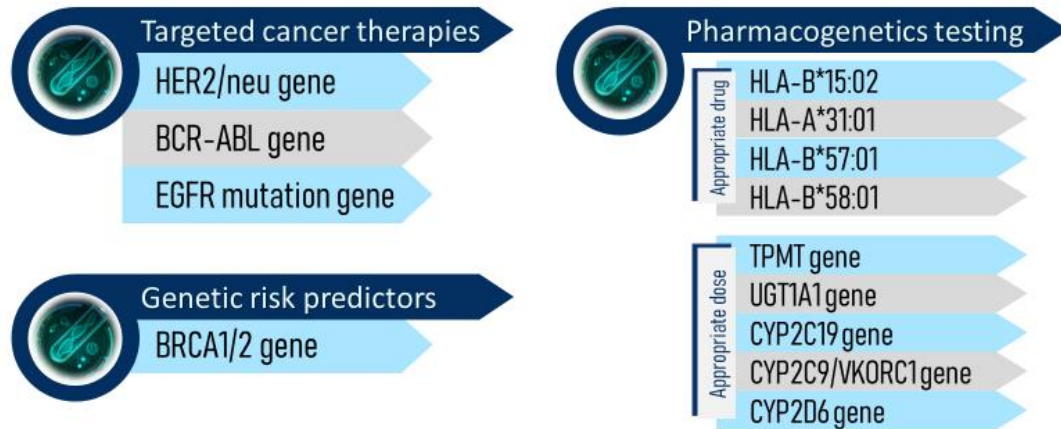 Targeted cancer therapies
HER2/neu gene
BCR-ABL gene
EGFR mutation gene
Genetic risk predictors
BRCA1/2 gene
Pharmacogenetics testing
Appropriate drug
HLA-B*15:02
HLA-A*31:01
HLA-B*57:01
HLA-B*58:01
Appropriate dose
TPMT gene
UGT1A1 gene
CYP2C19 gene
CYP2C9/VKORC1 gene
CYP2D6 gene